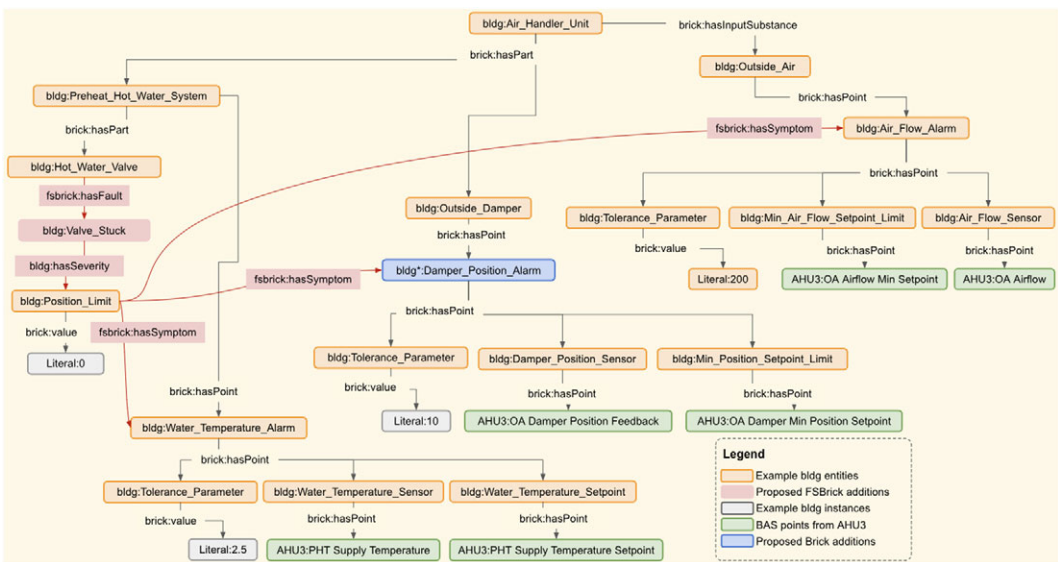 bldg:Air_Handler_Unit
brick:hasInputSubstance
brick:hasPart
bldg:Outside_Air
bldg:Preheat_Hot_Water_System
brick:hasPoint
brick:hasPart
fsbrick:hasSymptom
bldg:Air_Flow_Alarm
bldg:Hot_Water_Valve
brick:hasPoint
fsbrick:hasFault
bldg:Outside_Damper
bldg:Tolerance_Parameter
bldg:Min_Air_Flow_Setpoint_Limit
bldg:Air_Flow_Sensor
bldg:Valve_Stuck
brick:hasPoint
brick:value
brick:hasPoint
brick:hasPoint
bldg:hasSeverity
fsbrick:hasSymptom
bldg*:Damper_Position_Alarm
Literal:200
AHU3:OA Airflow Min Setpoint
AHU3:OA Airflow
bldg:Position_Limit
brick:hasPoint
brick:value
fsbrick:hasSymptom
Literal:0
bldg:Tolerance_Parameter
bldg:Damper_Position_Sensor
bldg:Min_Position_Setpoint_Limit
brick:value
brick:hasPoint
brick:hasPoint
brick:hasPoint
Literal:10
AHU3:OA Damper Position Feedback
AHU3:OA Damper Min Position Setpoint
bldg:Water_Temperature_Alarm
brick:hasPoint
bldg:Tolerance_Parameter
bldg:Water_Temperature_Sensor
bldg:Water_Temperature_Setpoint
brick:value
brick:hasPoint
brick:hasPoint
Literal:2.5
AHU3:PHT Supply Temperature
AHU3:PHT Supply Temperature Setpoint
Legend
Example bldg entities
Proposed FSBrick additions
Example bldg instances
BAS points from AHU3
Proposed Brick additions